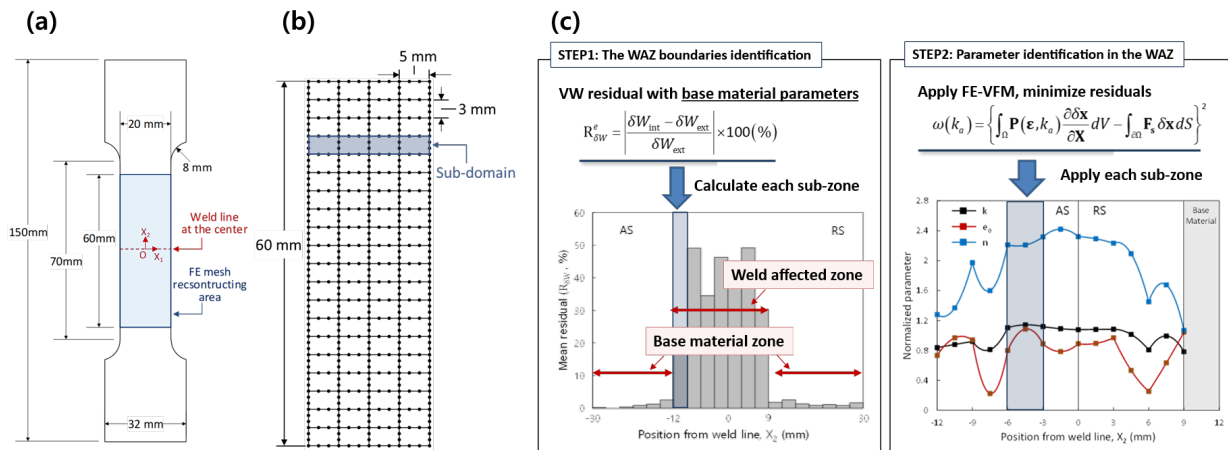 (a)
20 mm
8 mm
150mm
70mm
60mm
X₂
O
X₁
Weld line
at the center
FE mesh
recsontructing
area
32 mm
(b)
5 mm
3 mm
Sub-domain
60 mm
(c)
STEP1: The WAZ boundaries identification
VW residual with base material parameters
R^e_δW = |(δW_int − δW_ext) / δW_ext| ×100(%)
Calculate each sub-zone
60
50
40
30
20
10
0
Mean residual (R_δW, %)
AS
RS
Weld affected zone
Base material zone
-30
-12
0
9
30
Position from weld line, X₂ (mm)
STEP2: Parameter identification in the WAZ
Apply FE-VFM, minimize residuals
ω(k_a) = {∫_Ω P(ε, k_a) ∂δx/∂X dV − ∫_∂Ω F_s δx dS}²
Apply each sub-zone
2.8
2.4
2.0
1.6
1.2
0.8
0.4
0
Normalized parameter
k
e₀
n
AS
RS
Base
Material
-12
-9
-6
-3
0
3
6
9
12
Position from weld line, X₂ (mm)